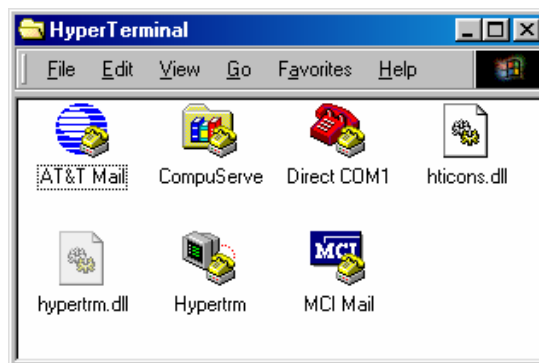 HyperTerminal
File Edit View Go Favorites Help
MCI
AT&T Mail CompuServe Direct COM1 hticons.dll
hypertrm.dll Hypertrm MCI Mail